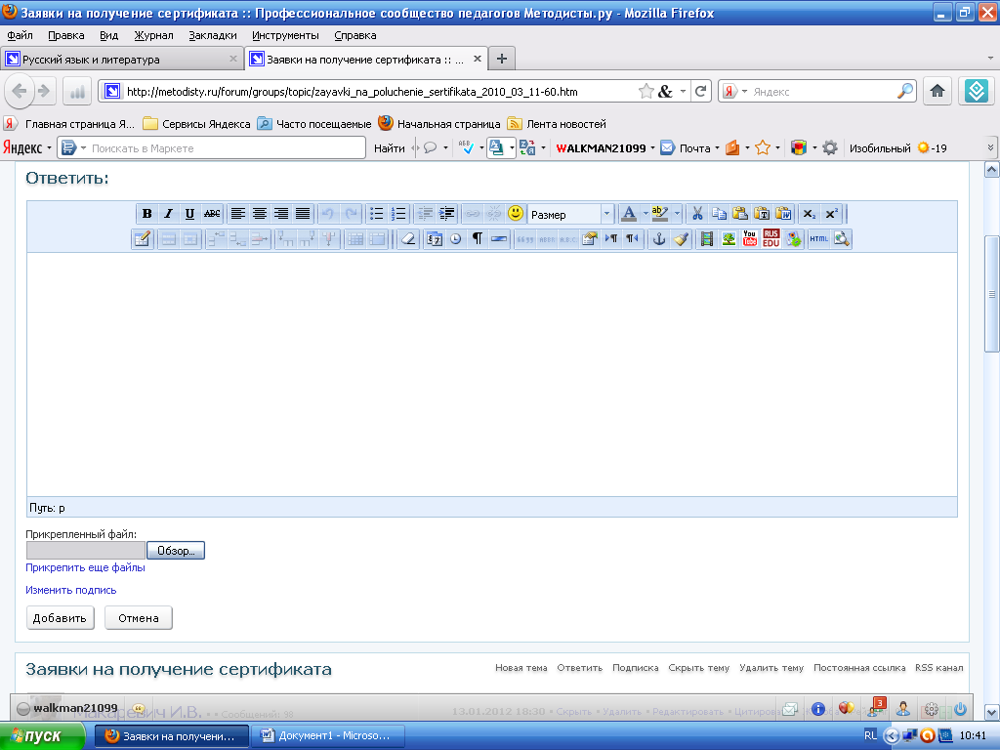 Заявки на получение сертификата :: Профессиональное сообщество педагогов Методисты.ру - Mozilla Firefox
Файл Правка Вид Журнал Закладки Инструменты Справка
Русский язык и литература
Заявки на получение сертификата :: ...
http://metodisty.ru/forum/groups/topic/zayavki_na_poluchenie_sertifikata_2010_03_11-60.htm
Яндекс
Главная страница Я... Сервисы Яндекса Часто посещаемые Начальная страница Лента новостей
Яндекс Поискать в Маркете Найти WALKMAN21099 Почта Изобильный -19
Ответить:
B I U ABC Размер A ab
You Tube RUS EDU HTML
Путь: p
Прикрепленный файл:
Обзор...
Прикрепить еще файлы
Изменить подпись
Добавить Отмена
Заявки на получение сертификата
Новая тема Ответить Подписка Скрыть тему Удалить тему Постоянная ссылка RSS канал
walkman21099
3
Макаревич И.В. • • Сообщений: 98
13.01.2012 18:30 • Скрыть • Удалить • Редактировать • Цитировать
пуск Заявки на получени... Документ1 - Microso... RL 10:41